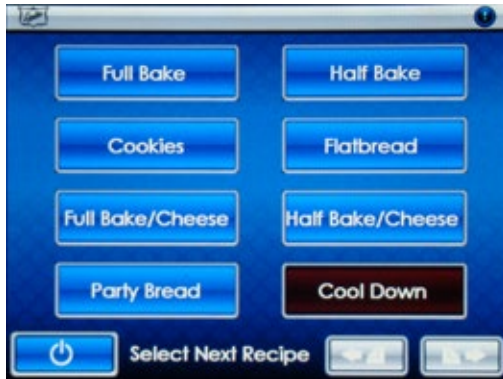 Full Bake
Half Bake
Cookies
Flatbread
Full Bake/Cheese
Half Bake/Cheese
Party Bread
Cool Down
Select Next Recipe